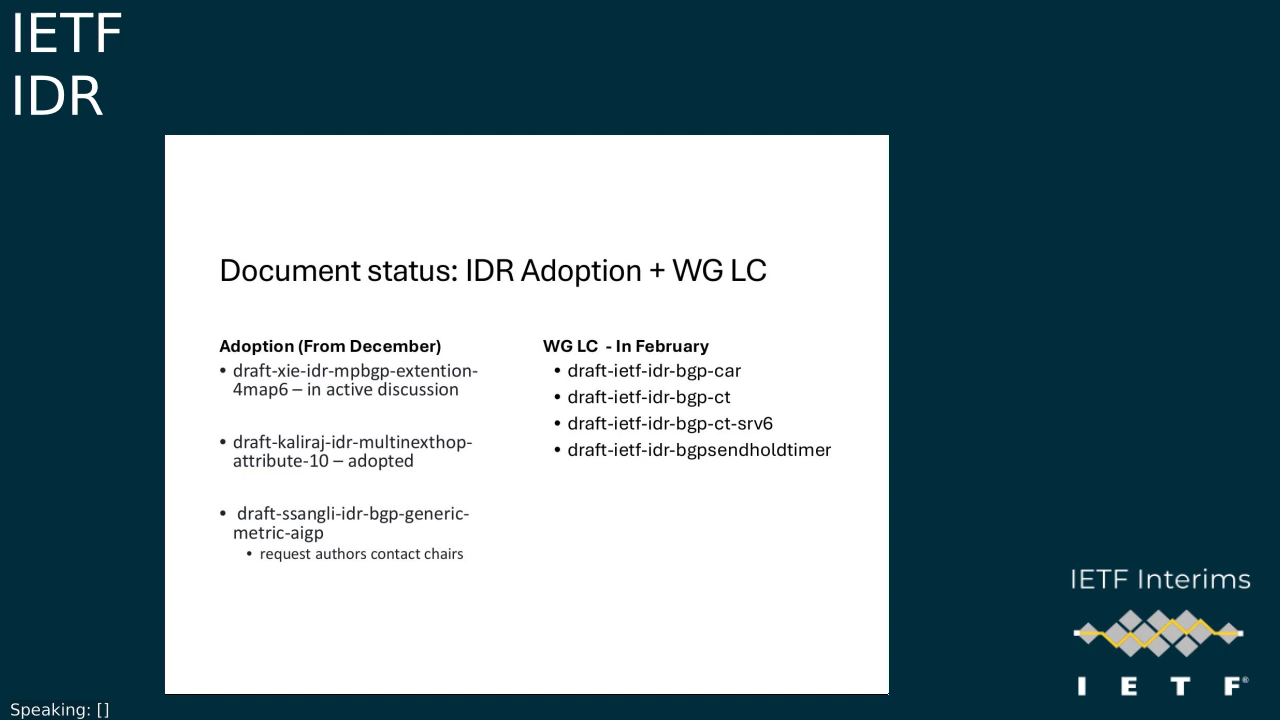 IETF
IDR
Document status: IDR Adoption + WG LC
Adoption (From December)
• draft-xie-idr-mpbgp-extention-
4map6 – in active discussion
• draft-kaliraj-idr-multinexthop-
attribute-10 – adopted
• draft-ssangli-idr-bgp-generic-
metric-aigp
• request authors contact chairs
WG LC - In February
• draft-ietf-idr-bgp-car
• draft-ietf-idr-bgp-ct
• draft-ietf-idr-bgp-ct-srv6
• draft-ietf-idr-bgpsendholdtimer
IETF Interims
I E T F®
Speaking: []